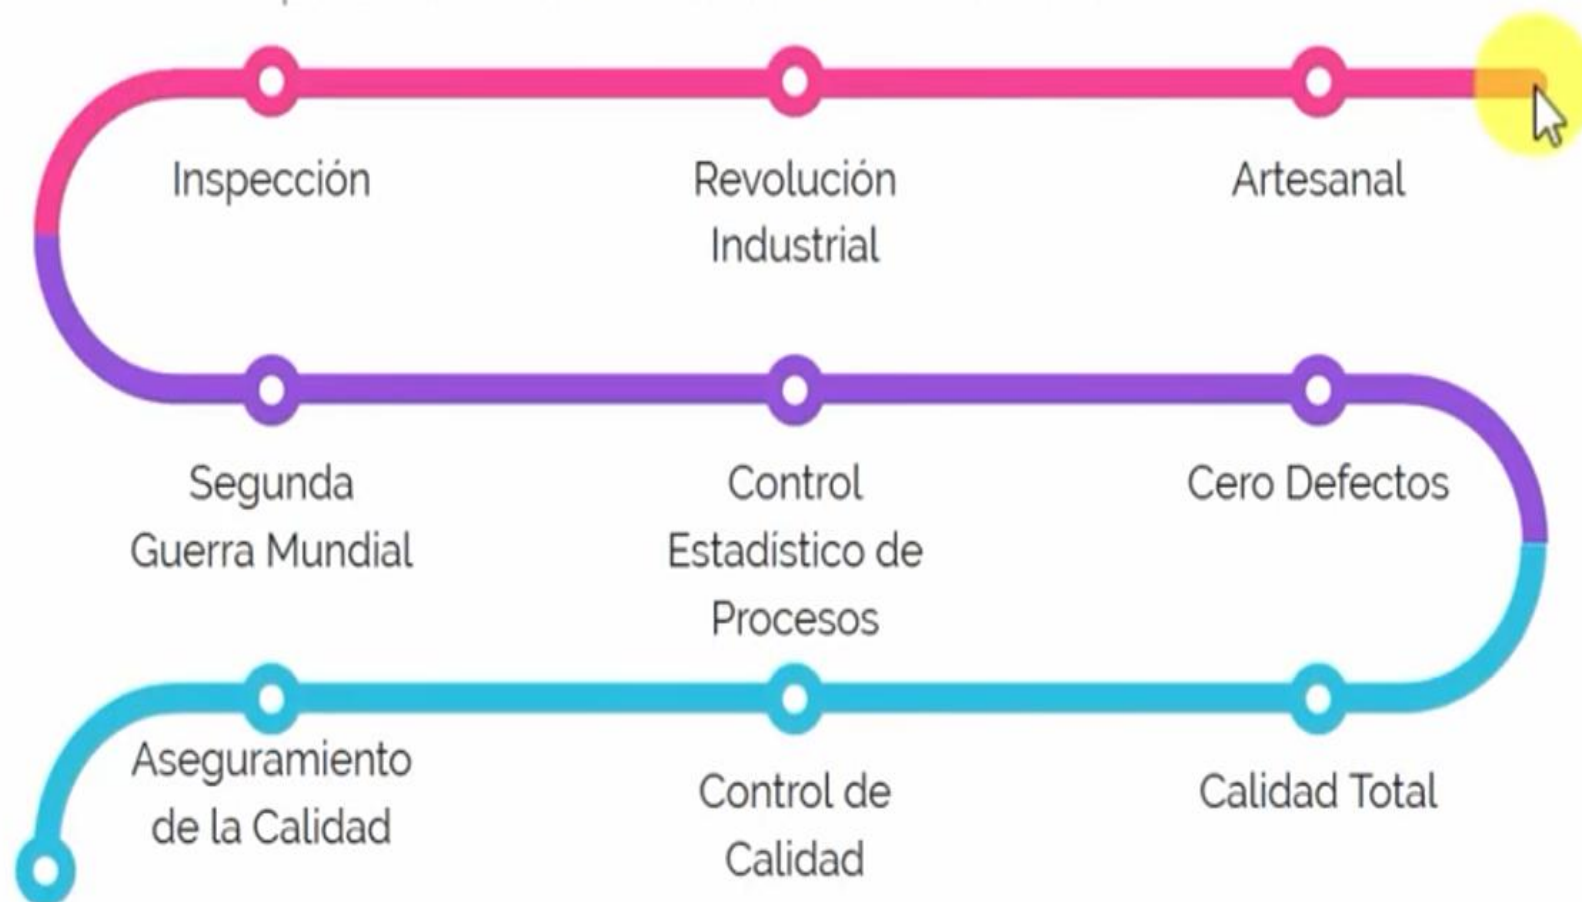 Inspección
Revolución
Industrial
Artesanal
Segunda
Guerra Mundial
Control
Estadístico de
Procesos
Cero Defectos
Aseguramiento
de la Calidad
Control de
Calidad
Calidad Total